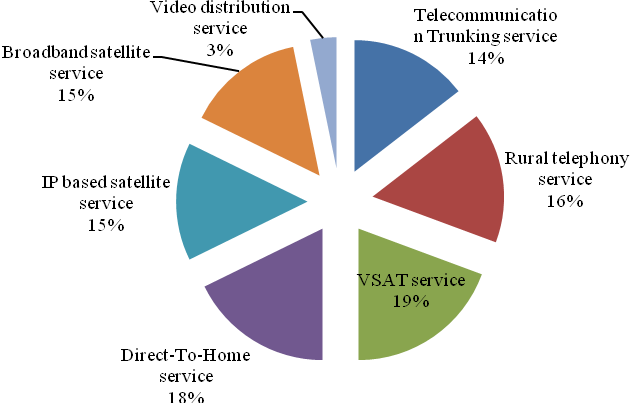 Video distribution
service
3%
Telecommunicatio
n Trunking service
14%
Broadband satellite
service
15%
Rural telephony
service
16%
IP based satellite
service
15%
VSAT service
19%
Direct-To-Home
service
18%